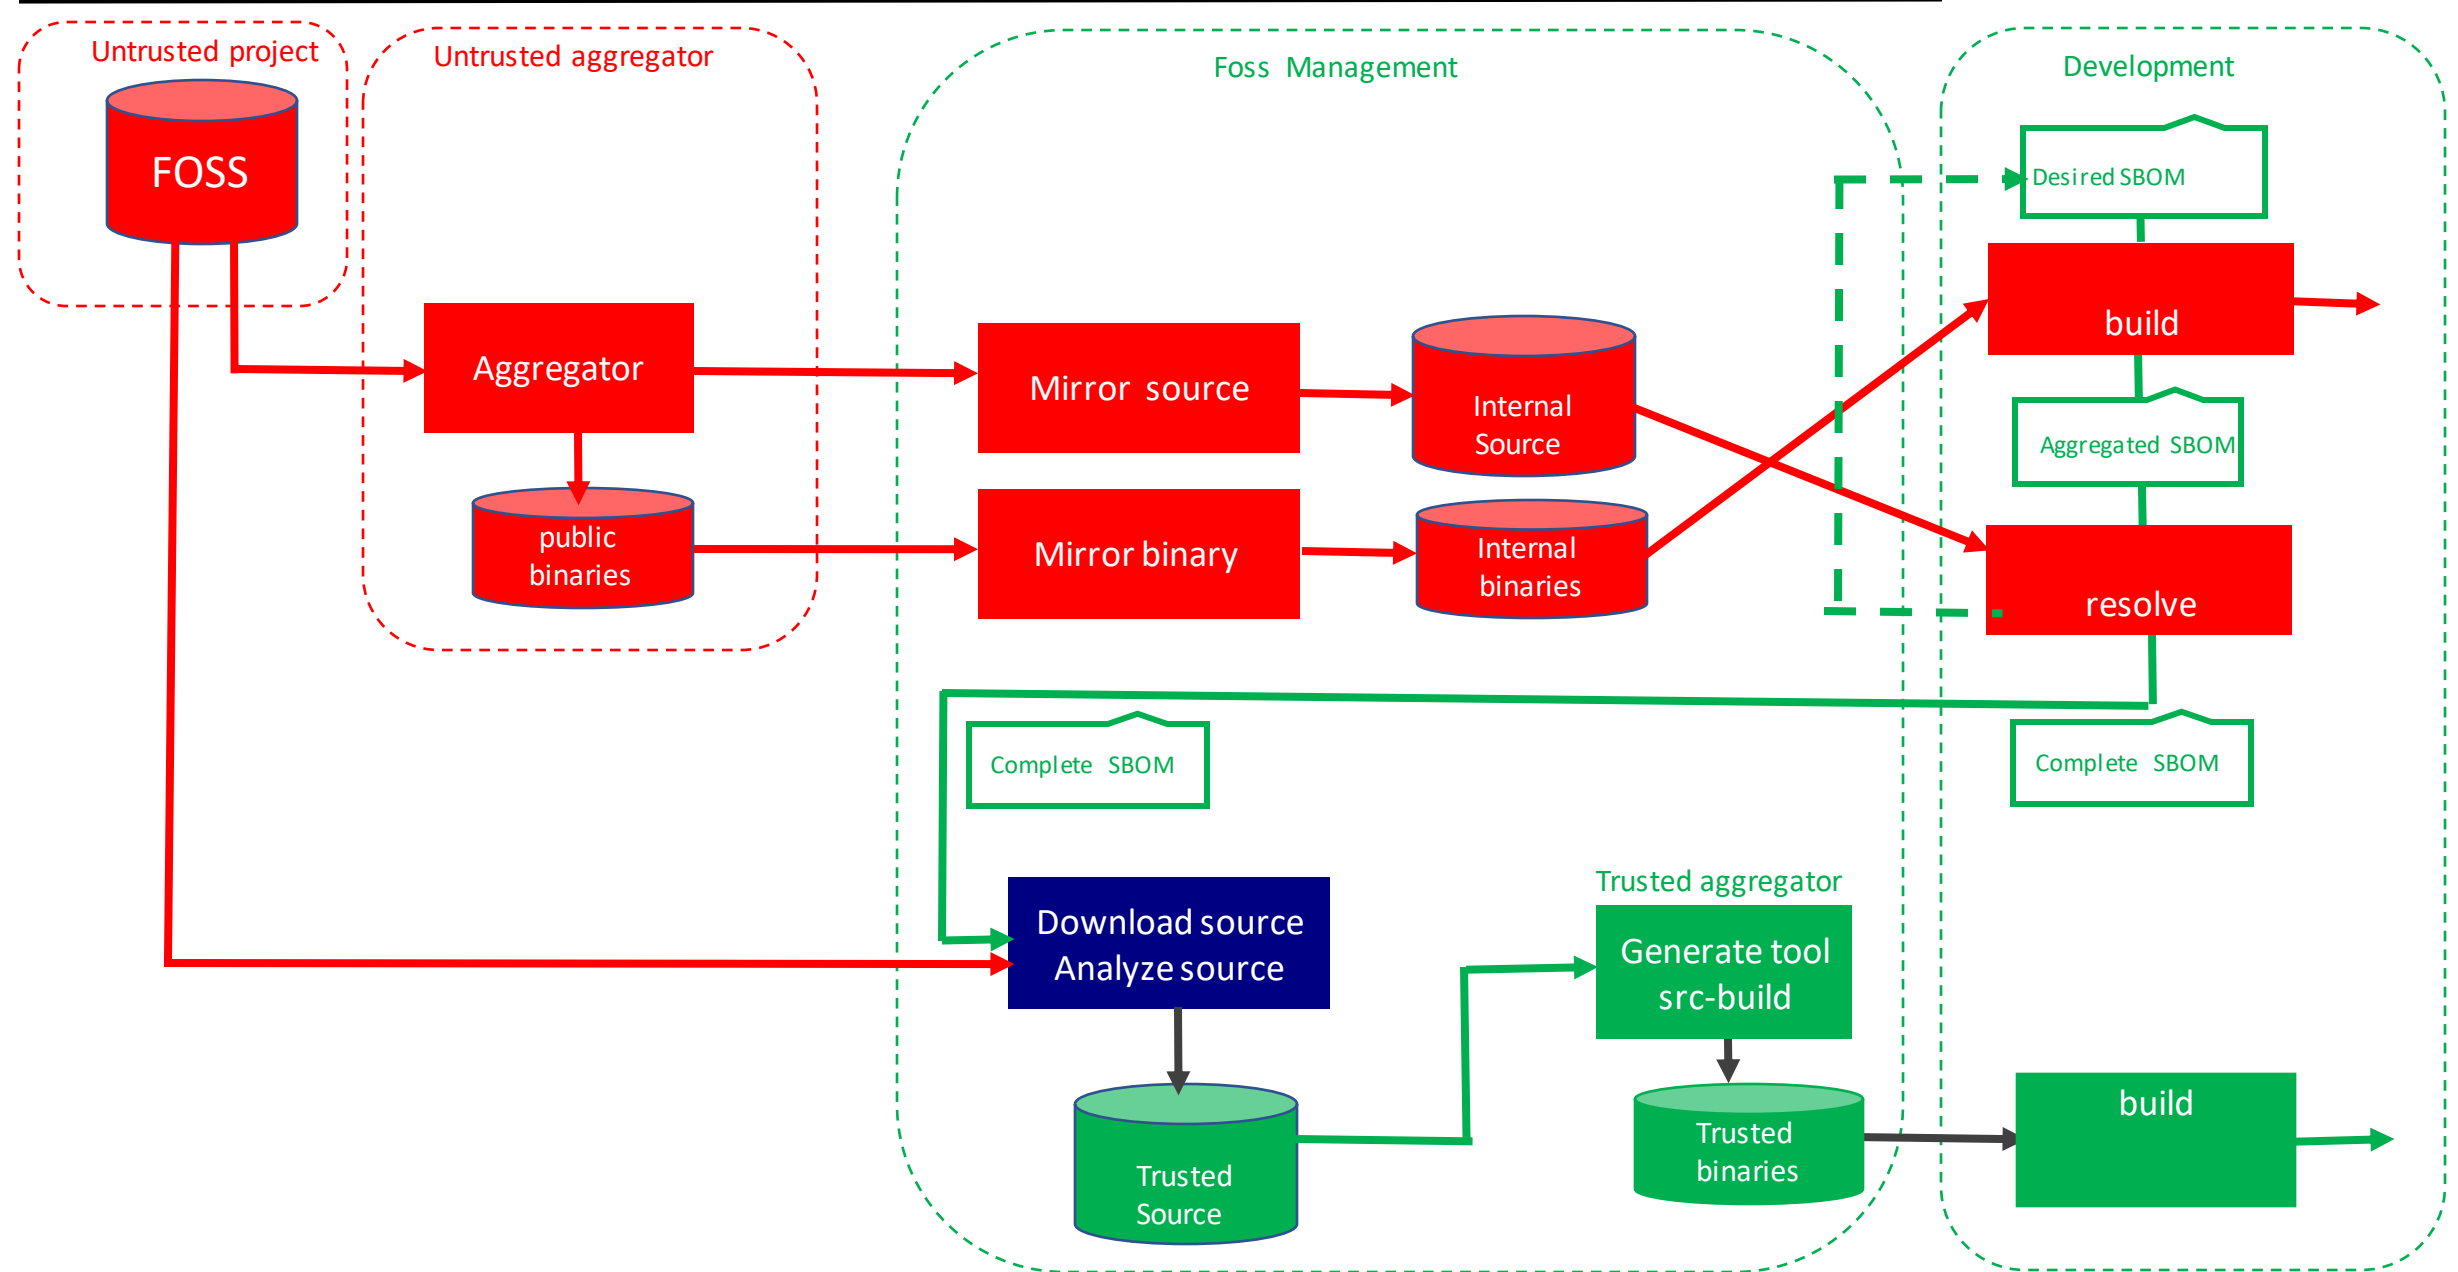 Untrusted project
Untrusted aggregator
Foss Management
Development
FOSS
Desired SBOM
build
Aggregator
Mirror source
Internal
Source
Aggregated SBOM
public
binaries
Mirror binary
Internal
binaries
resolve
Complete SBOM
Complete SBOM
Trusted aggregator
Download source
Analyze source
Generate tool
src-build
build
Trusted
Source
Trusted
binaries